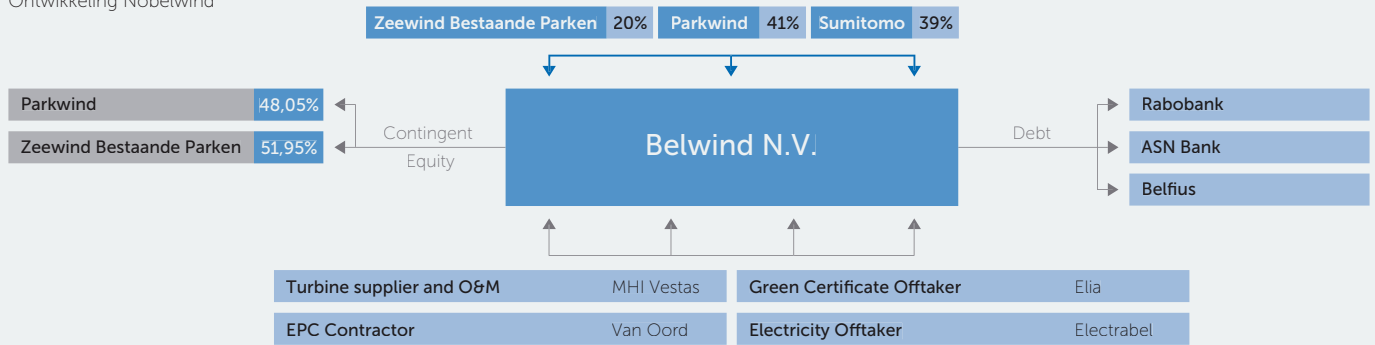 Ontwikkeling Nobelwind
Zeewind Bestaande Parken 20% Parkwind 41% Sumitomo 39%
Parkwind 48,05%
Zeewind Bestaande Parken 51,95%
Contingent
Equity
Belwind N.V.
Debt
Rabobank
ASN Bank
Belfius
Turbine supplier and O&M MHI Vestas
Green Certificate Offtaker Elia
EPC Contractor Van Oord
Electricity Offtaker Electrabel